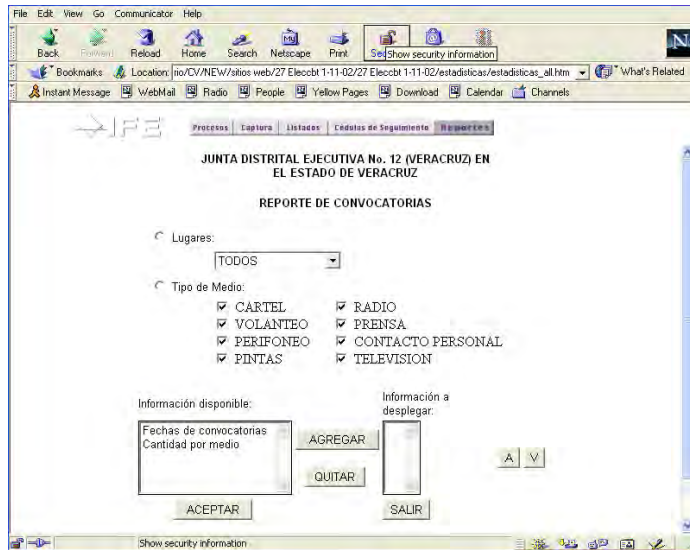 File Edit View Go Communicator Help
Back Forward Reload Home Search Netscape Print Sec Show security information
Bookmarks Location: rio/CV/NEW/sitios web/27 Eleccbt 1-11-02/27 Eleccbt 1-11-02/estadisticas/estadisticas_all.htm What's Related
Instant Message WebMail Radio People Yellow Pages Download Calendar Channels
IFE Procesos Captura Listados Cédulas de Seguimiento Reportes
JUNTA DISTRITAL EJECUTIVA No. 12 (VERACRUZ) EN
EL ESTADO DE VERACRUZ
REPORTE DE CONVOCATORIAS
Lugares:
TODOS
Tipo de Medio:
CARTEL RADIO
VOLANTEO PRENSA
PERIFONEO CONTACTO PERSONAL
PINTAS TELEVISION
Información disponible: Información a
desplegar:
Fechas de convocatorias
Cantidad por medio
AGREGAR
A V
QUITAR
ACEPTAR SALIR
Show security information